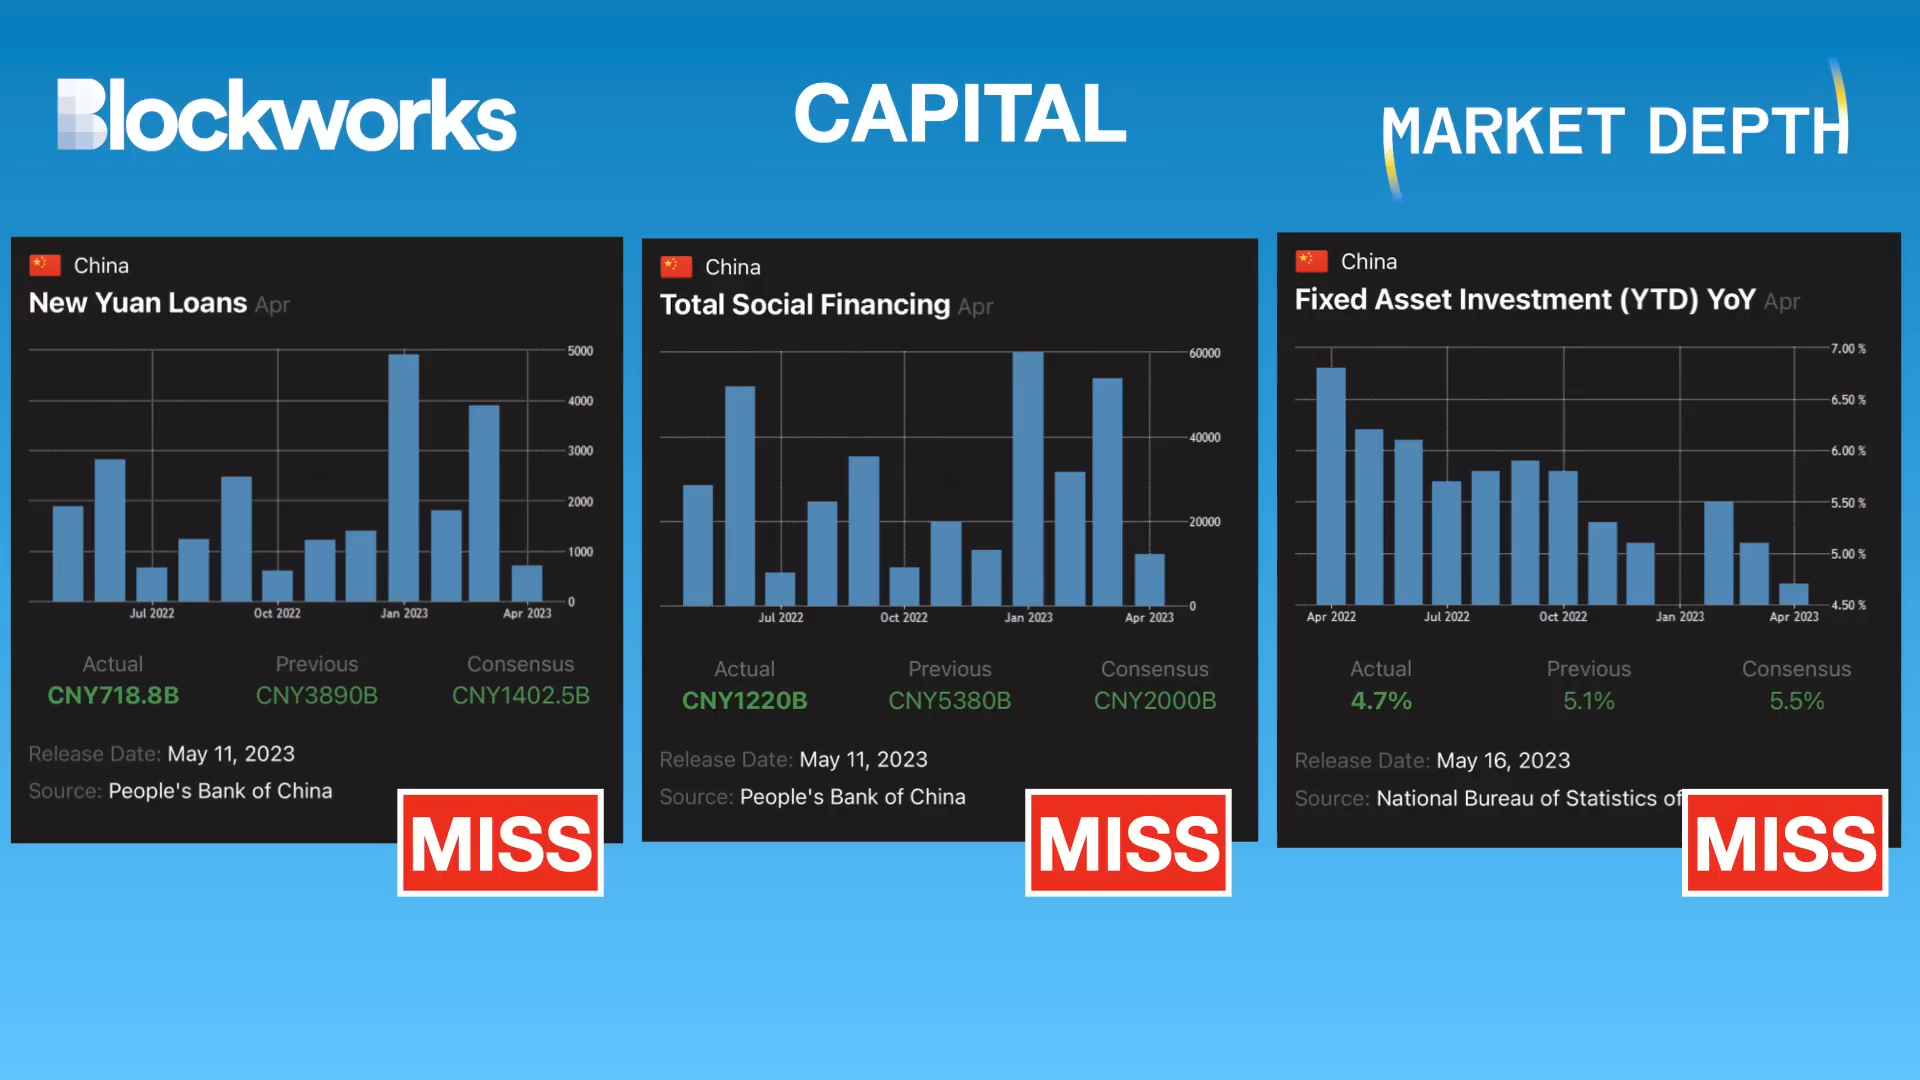 Blockworks
CAPITAL
MARKET DEPTH
China
New Yuan Loans Apr
5000
4000
3000
2000
1000
0
Jul 2022 Oct 2022 Jan 2023 Apr 2023
Actual Previous Consensus
CNY718.8B CNY3890B CNY1402.5B
Release Date: May 11, 2023
Source: People's Bank of China
MISS
China
Total Social Financing Apr
60000
40000
20000
0
Jul 2022 Oct 2022 Jan 2023 Apr 2023
Actual Previous Consensus
CNY1220B CNY5380B CNY2000B
Release Date: May 11, 2023
Source: People's Bank of China
MISS
China
Fixed Asset Investment (YTD) YoY Apr
7.00 %
6.50 %
6.00 %
5.50 %
5.00 %
4.50 %
Apr 2022 Jul 2022 Oct 2022 Jan 2023 Apr 2023
Actual Previous Consensus
4.7% 5.1% 5.5%
Release Date: May 16, 2023
Source: National Bureau of Statistics of
MISS